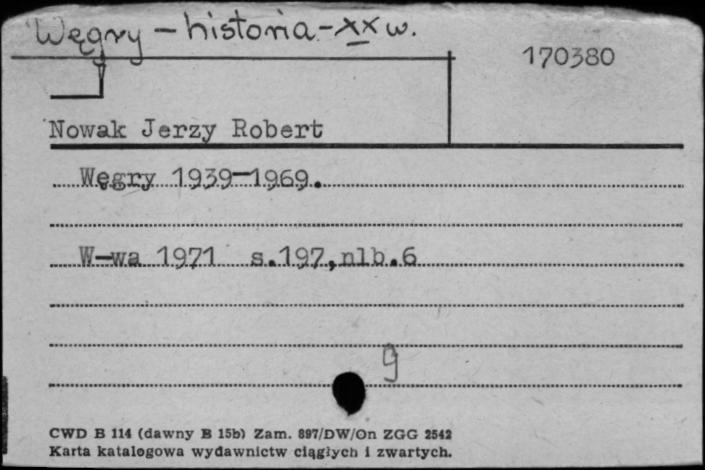 Węgry - historia - XX w.
170380
Nowak Jerzy Robert
Węgry 1939-1969.
W-wa 1971 s.197,nlb.6
9
CWD B 114 (dawny B 15b) Zam. 897/DW/On ZGG 2542
Karta katalogowa wydawnictw ciągłych i zwartych.